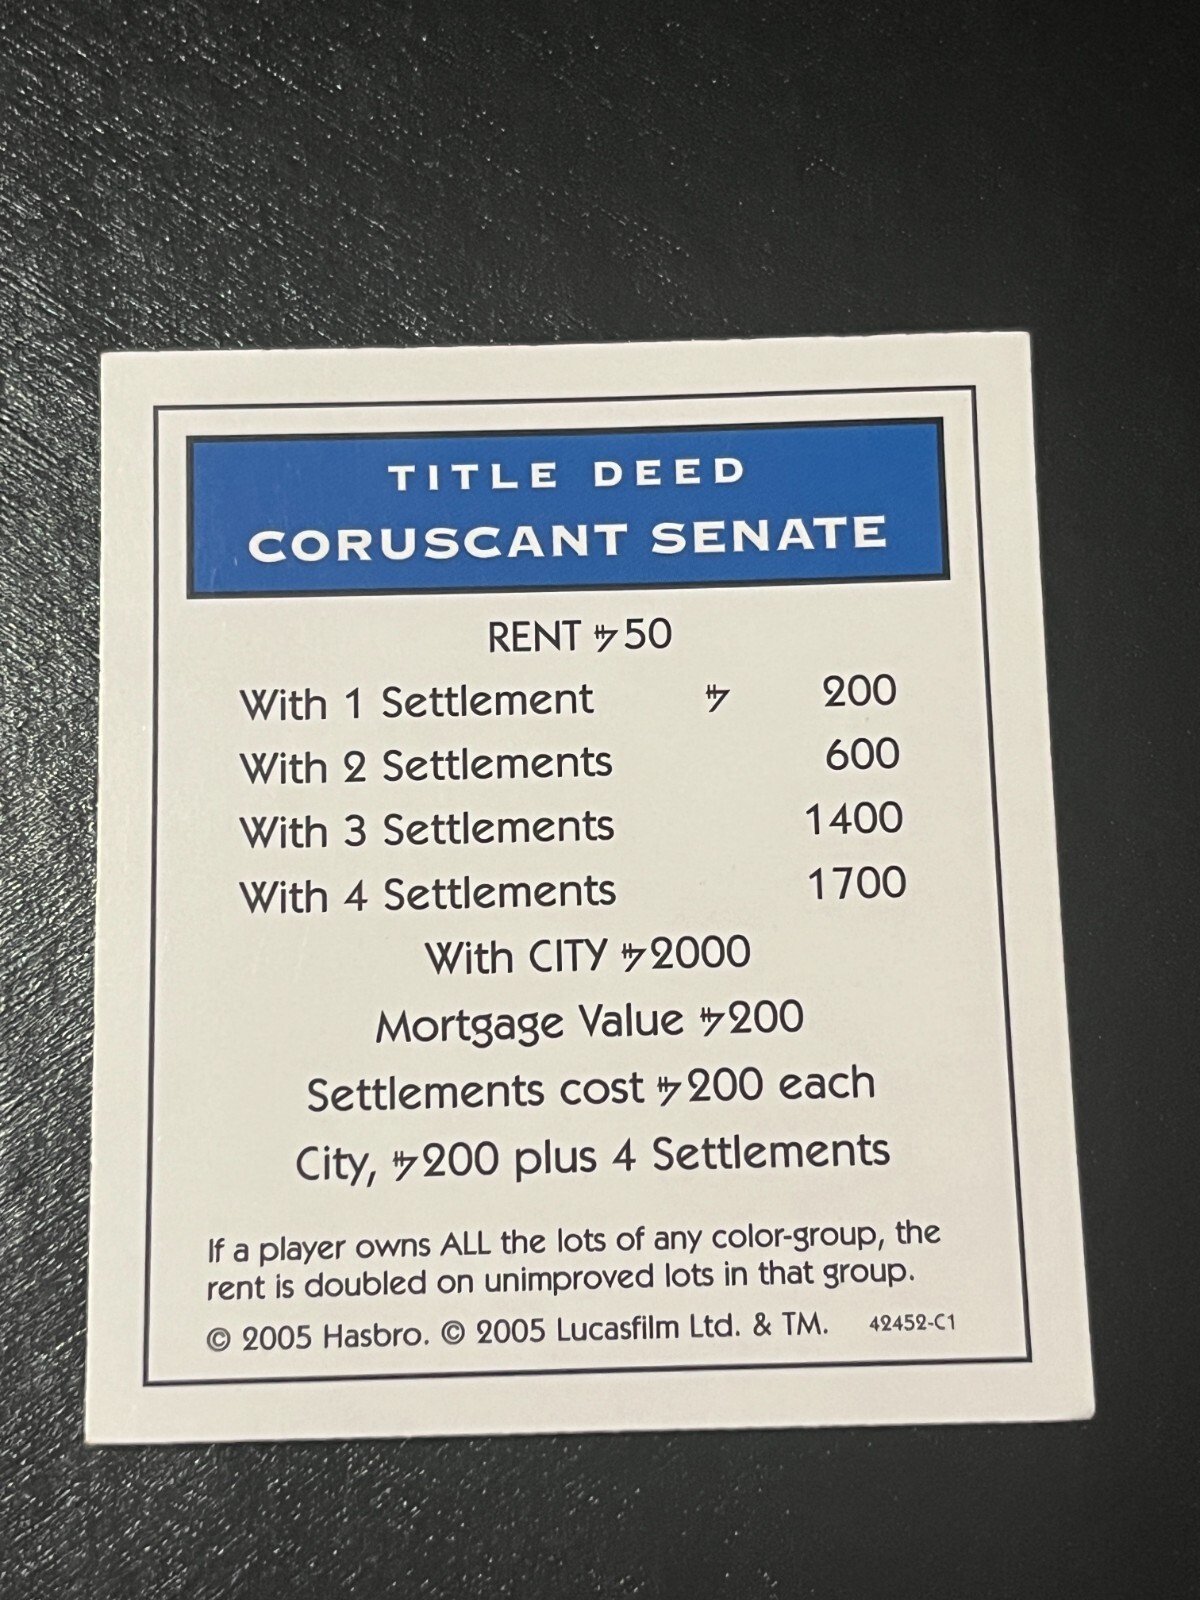 TITLE DEED
CORUSCANT SENATE
RENT 50
With 1 Settlement 200
With 2 Settlements 600
With 3 Settlements 1400
With 4 Settlements 1700
With CITY 2000
Mortgage Value 200
Settlements cost 200 each
City, 200 plus 4 Settlements
If a player owns ALL the lots of any color-group, the
rent is doubled on unimproved lots in that group.
© 2005 Hasbro. © 2005 Lucasfilm Ltd. & TM. 42452-C1